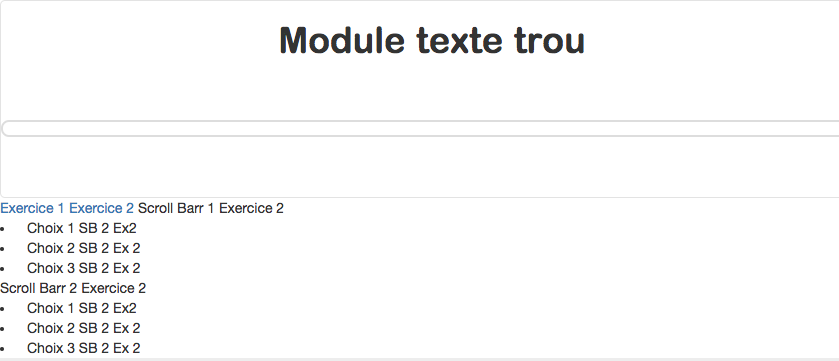 Module texte trou
Exercice 1 Exercice 2 Scroll Barr 1 Exercice 2
• Choix 1 SB 2 Ex2
• Choix 2 SB 2 Ex 2
• Choix 3 SB 2 Ex 2
Scroll Barr 2 Exercice 2
• Choix 1 SB 2 Ex2
• Choix 2 SB 2 Ex 2
• Choix 3 SB 2 Ex 2